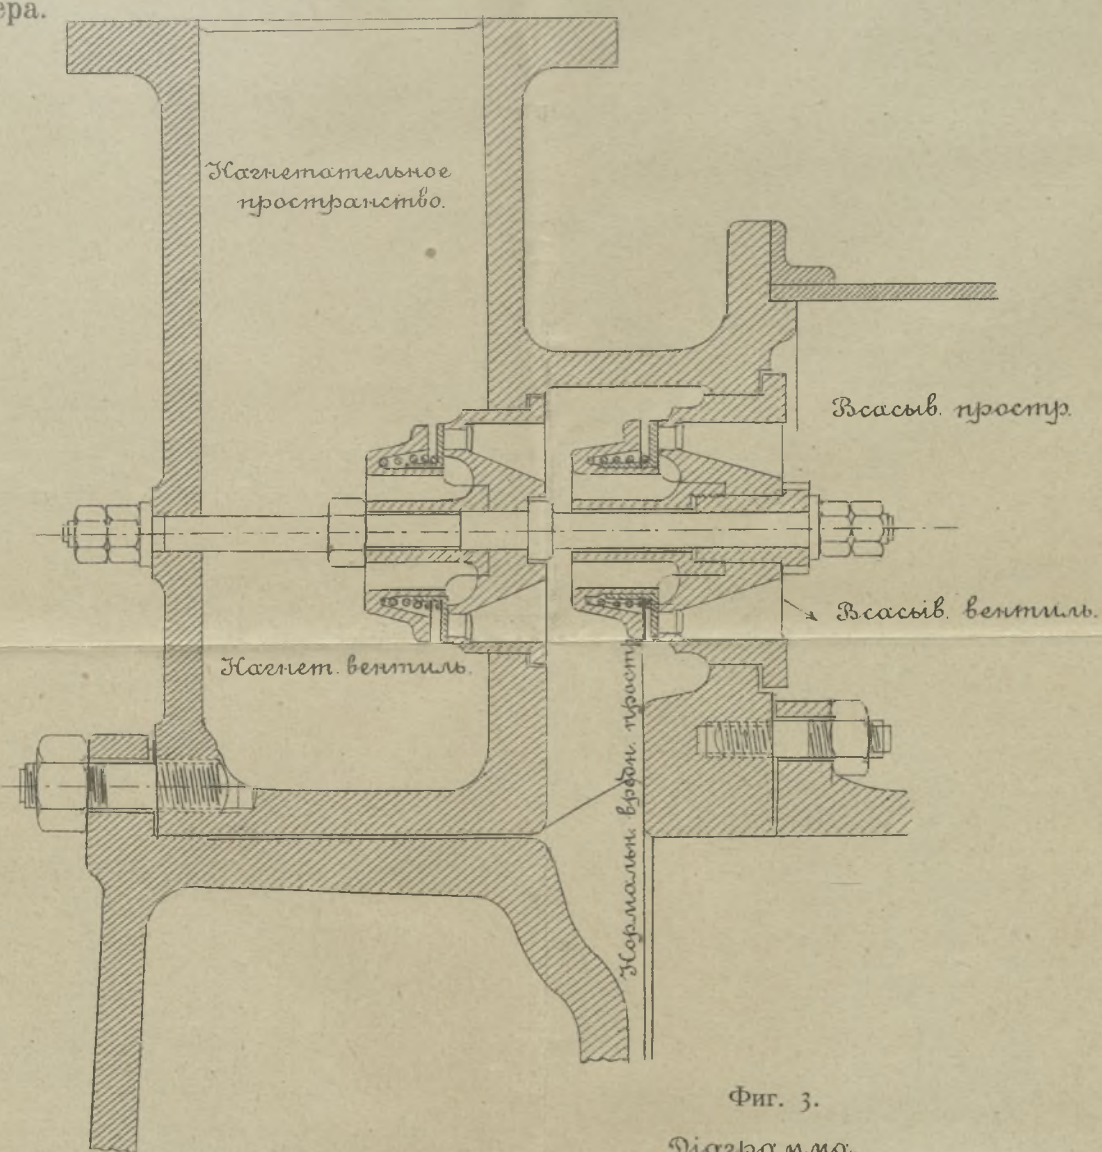 ера.
Нагнетательное
пространство.
Всасыв. простр.
Всасыв. вентиль.
Нагнет. вентиль.
Нормальн. вредн. простр.
Фиг. 3.
Діаграмма